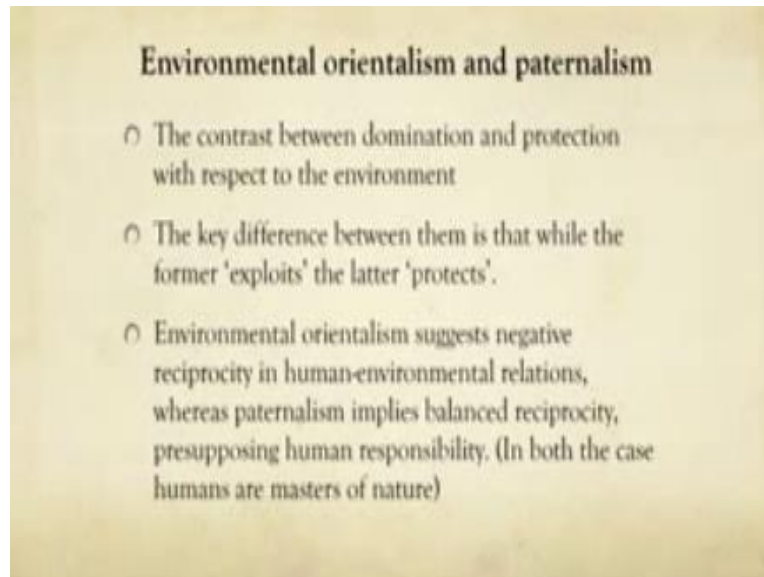 Environmental orientalism and paternalism
The contrast between domination and protection
with respect to the environment
The key difference between them is that while the
former 'exploits' the latter 'protects'.
Environmental orientalism suggests negative
reciprocity in human-environmental relations,
whereas paternalism implies balanced reciprocity,
presupposing human responsibility. (In both the case
humans are masters of nature)